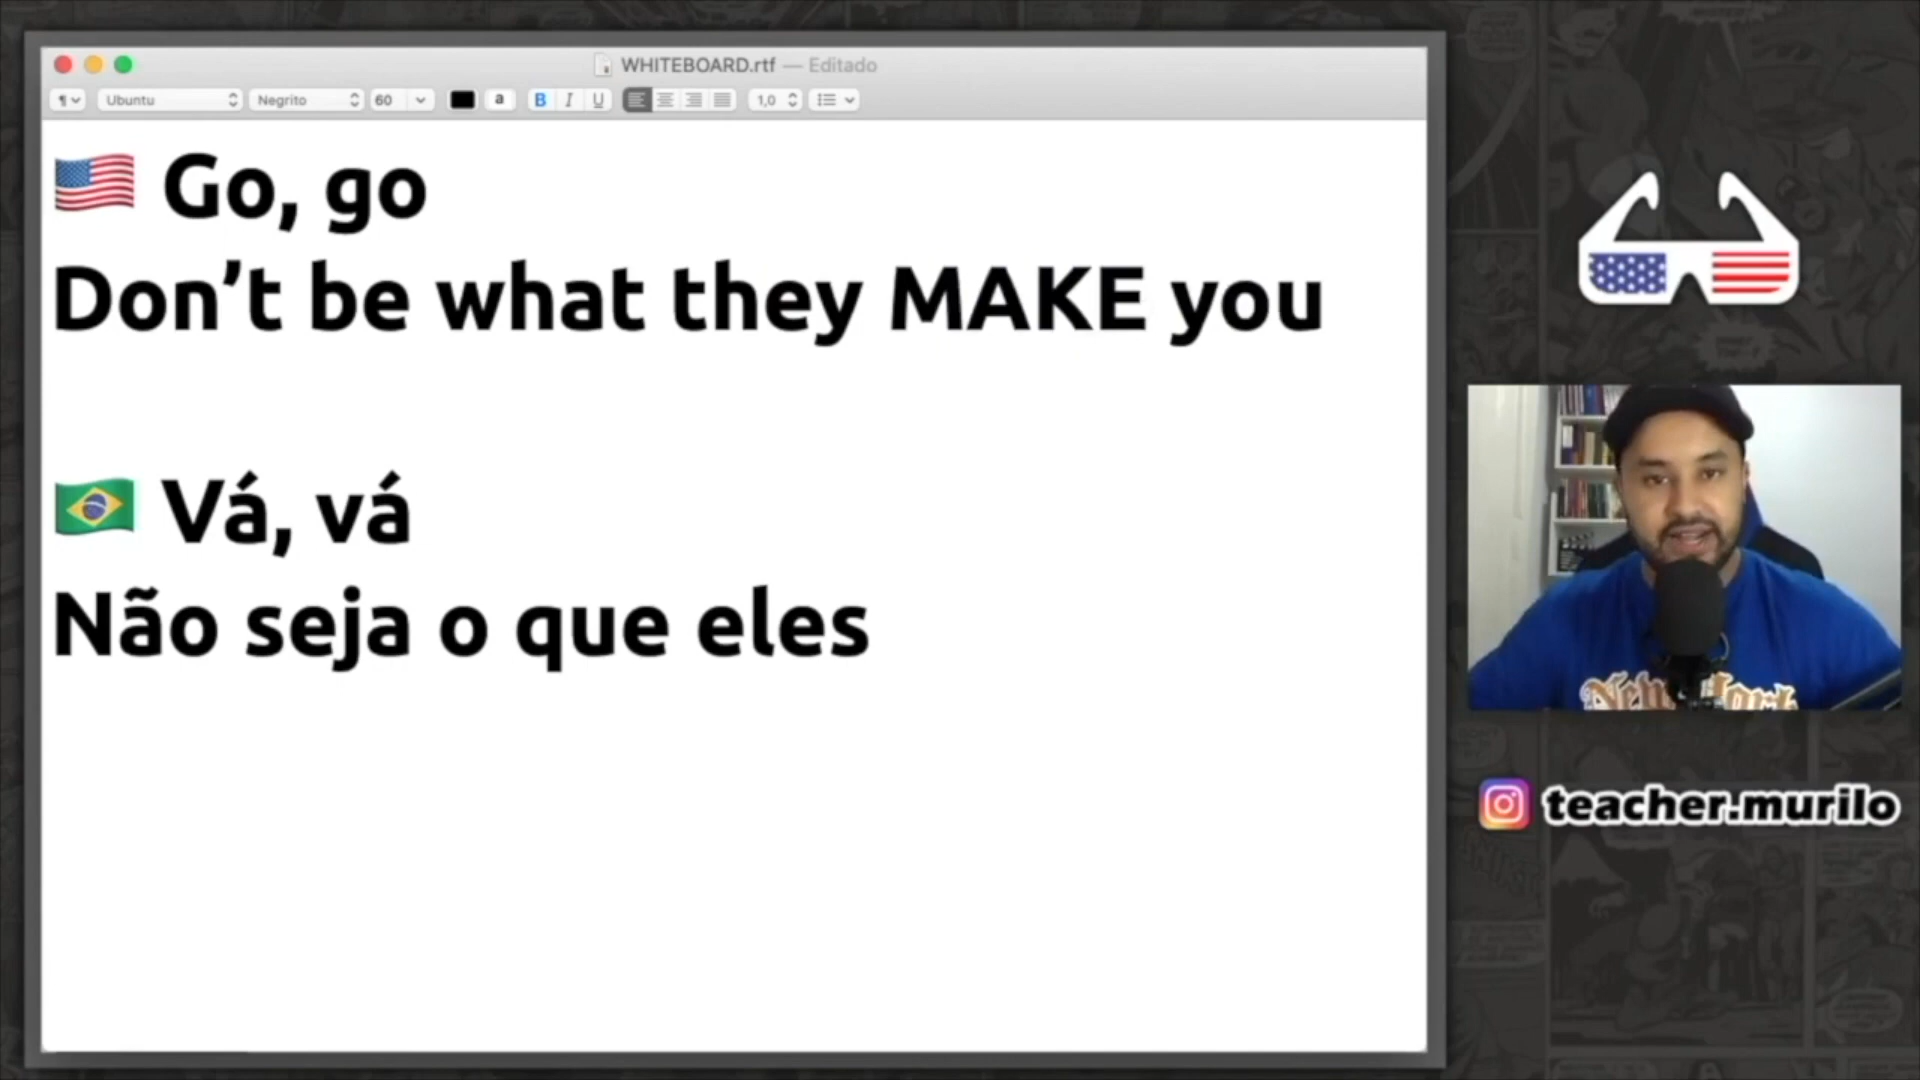 WHITEBOARD.rtf — Editado
Ubuntu Negrito 60 a B I U 1,0
🇺🇸 Go, go
Don’t be what they MAKE you
🇧🇷 Vá, vá
Não seja o que eles
teacher.murilo